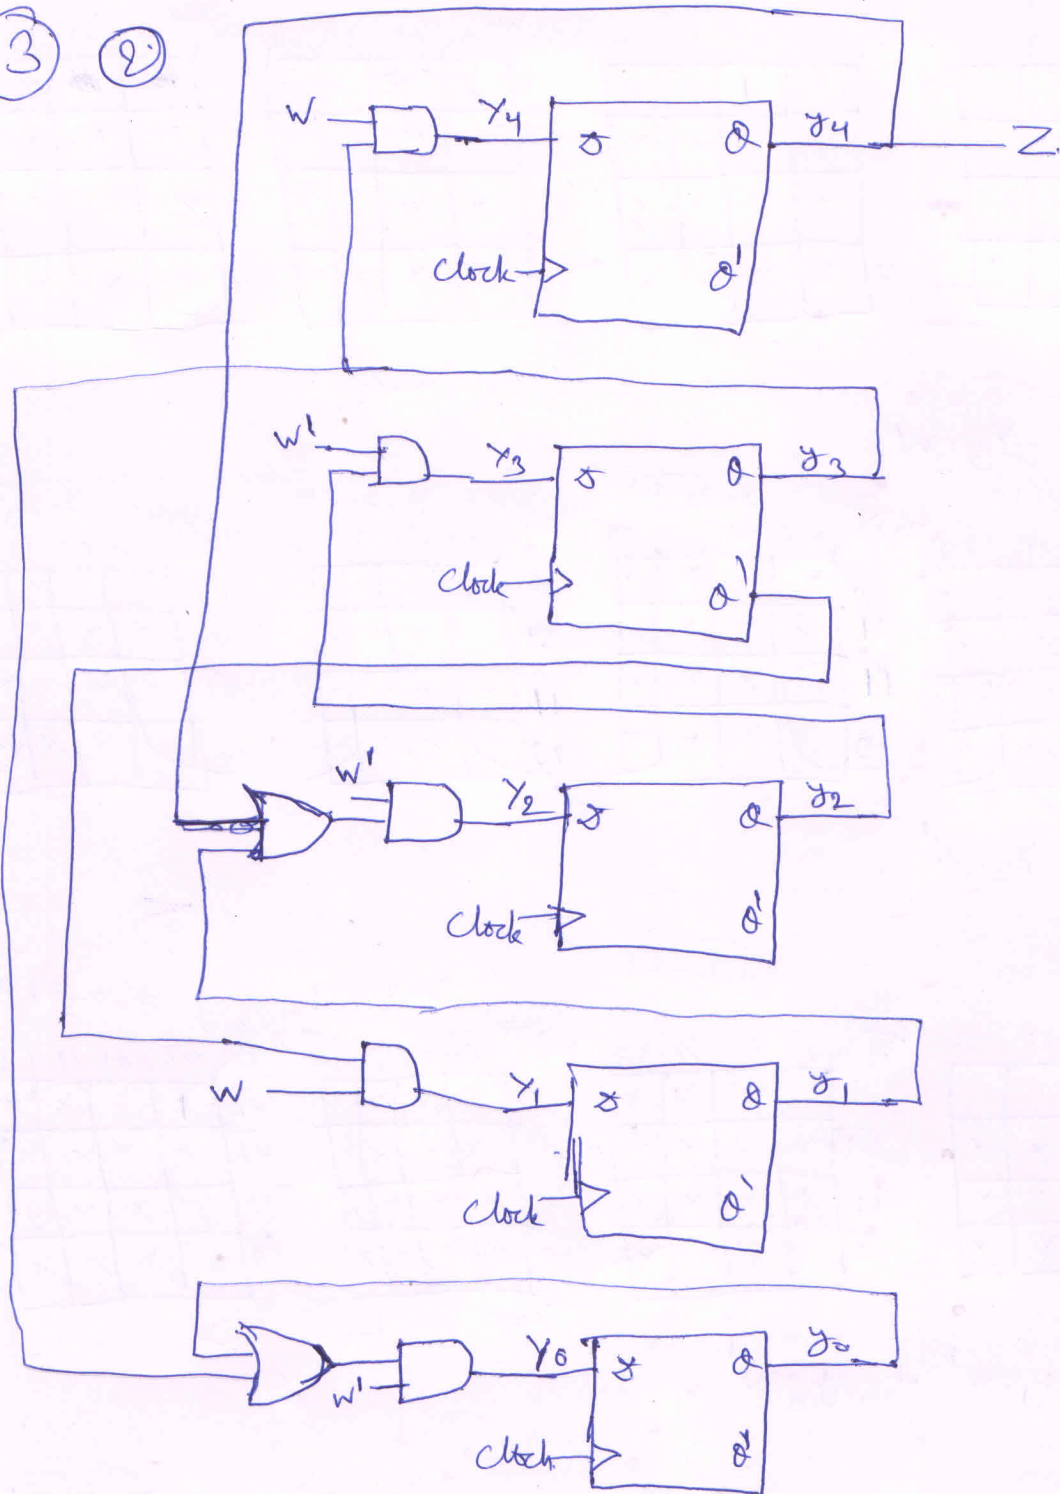 3 2
W Y4 D Q y4 Z
Clock Q'
W' Y3 D Q y3
Clock Q'
W' Y2 D Q y2
Clock Q'
W Y1 D Q y1
Clock Q'
W' Y0 D Q y0
Clock Q'